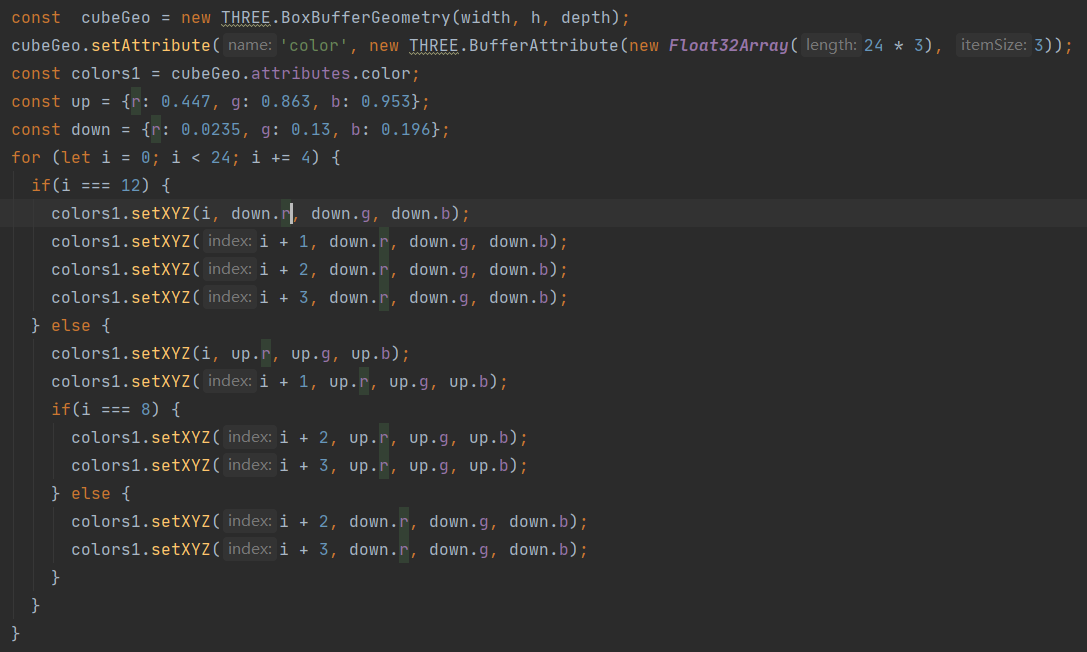 const  cubeGeo = new THREE.BoxBufferGeometry(width, h, depth);
cubeGeo.setAttribute( name: 'color', new THREE.BufferAttribute(new Float32Array( length: 24 * 3), itemSize: 3));
const colors1 = cubeGeo.attributes.color;
const up = {r: 0.447, g: 0.863, b: 0.953};
const down = {r: 0.0235, g: 0.13, b: 0.196};
for (let i = 0; i < 24; i += 4) {
  if(i === 12) {
    colors1.setXYZ(i, down.r, down.g, down.b);
    colors1.setXYZ( index: i + 1, down.r, down.g, down.b);
    colors1.setXYZ( index: i + 2, down.r, down.g, down.b);
    colors1.setXYZ( index: i + 3, down.r, down.g, down.b);
  } else {
    colors1.setXYZ(i, up.r, up.g, up.b);
    colors1.setXYZ( index: i + 1, up.r, up.g, up.b);
    if(i === 8) {
      colors1.setXYZ( index: i + 2, up.r, up.g, up.b);
      colors1.setXYZ( index: i + 3, up.r, up.g, up.b);
    } else {
      colors1.setXYZ( index: i + 2, down.r, down.g, down.b);
      colors1.setXYZ( index: i + 3, down.r, down.g, down.b);
    }
  }
}